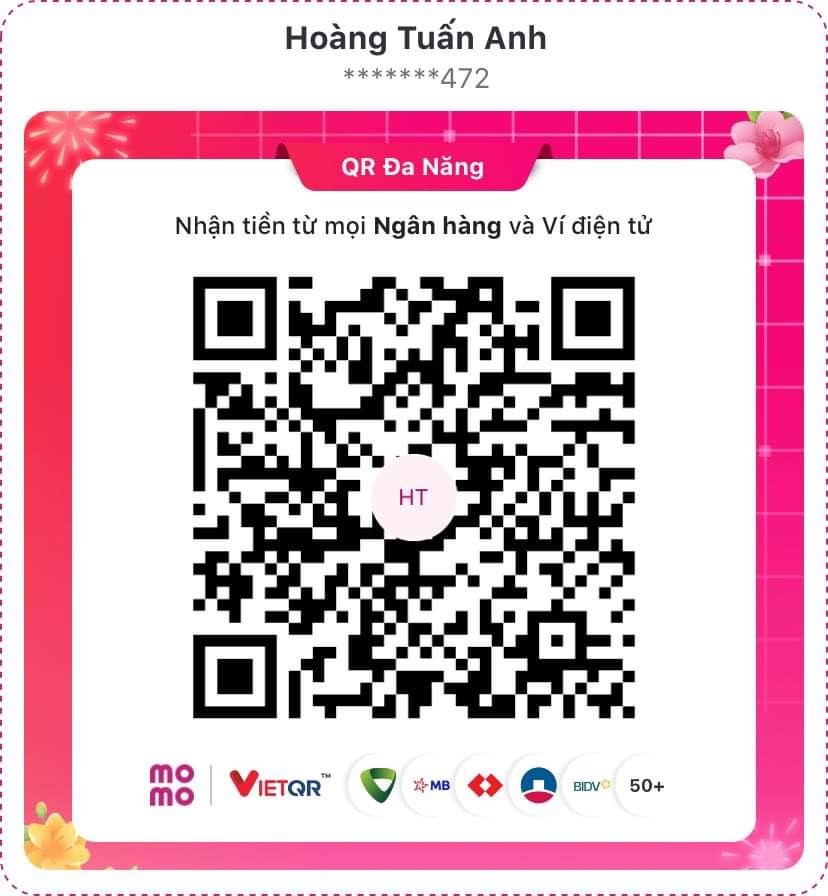 Hoàng Tuấn Anh
*******472
QR Đa Năng
Nhận tiền từ mọi Ngân hàng và Ví điện tử
HT
mo
mo
VIETQR™
MB
BIDV
50+